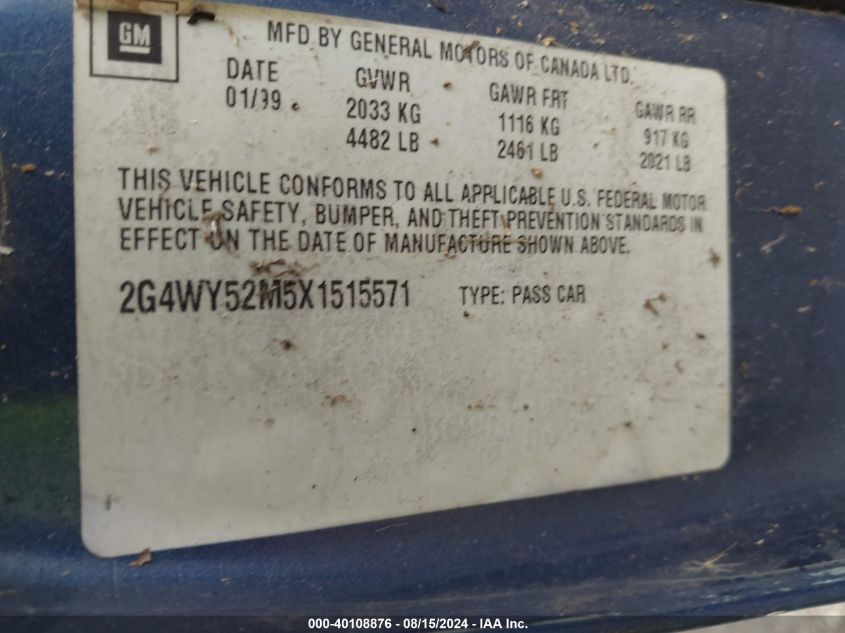 GM
MFD BY GENERAL MOTORS OF CANADA LTD.
DATE GVWR GAWR FRT GAWR RR
01/99 2033 KG 1116 KG 917 KG
4482 LB 2461 LB 2021 LB
THIS VEHICLE CONFORMS TO ALL APPLICABLE U.S. FEDERAL MOTOR
VEHICLE SAFETY, BUMPER, AND THEFT PREVENTION STANDARDS IN
EFFECT ON THE DATE OF MANUFACTURE SHOWN ABOVE.
2G4WY52M5X1515571 TYPE: PASS CAR
000-40108876 - 08/15/2024 - IAA Inc.